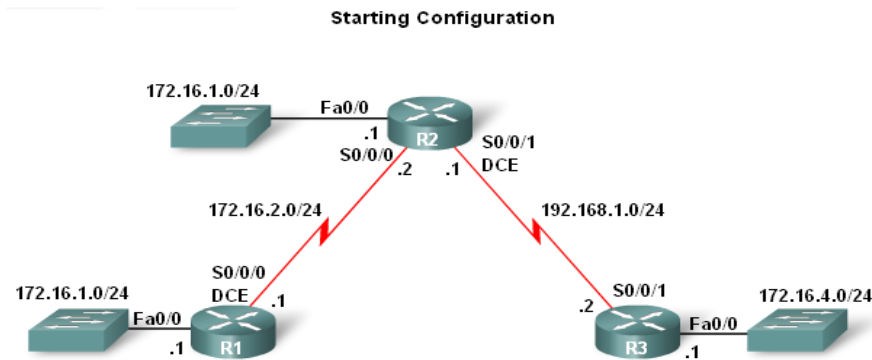 Starting Configuration
172.16.1.0/24
Fa0/0
.1
R2
S0/0/1
DCE
S0/0/0
.2
.1
172.16.2.0/24
192.168.1.0/24
S0/0/0
DCE
.1
172.16.1.0/24
Fa0/0
.1
R1
S0/0/1
.2
172.16.4.0/24
Fa0/0
R3
.1